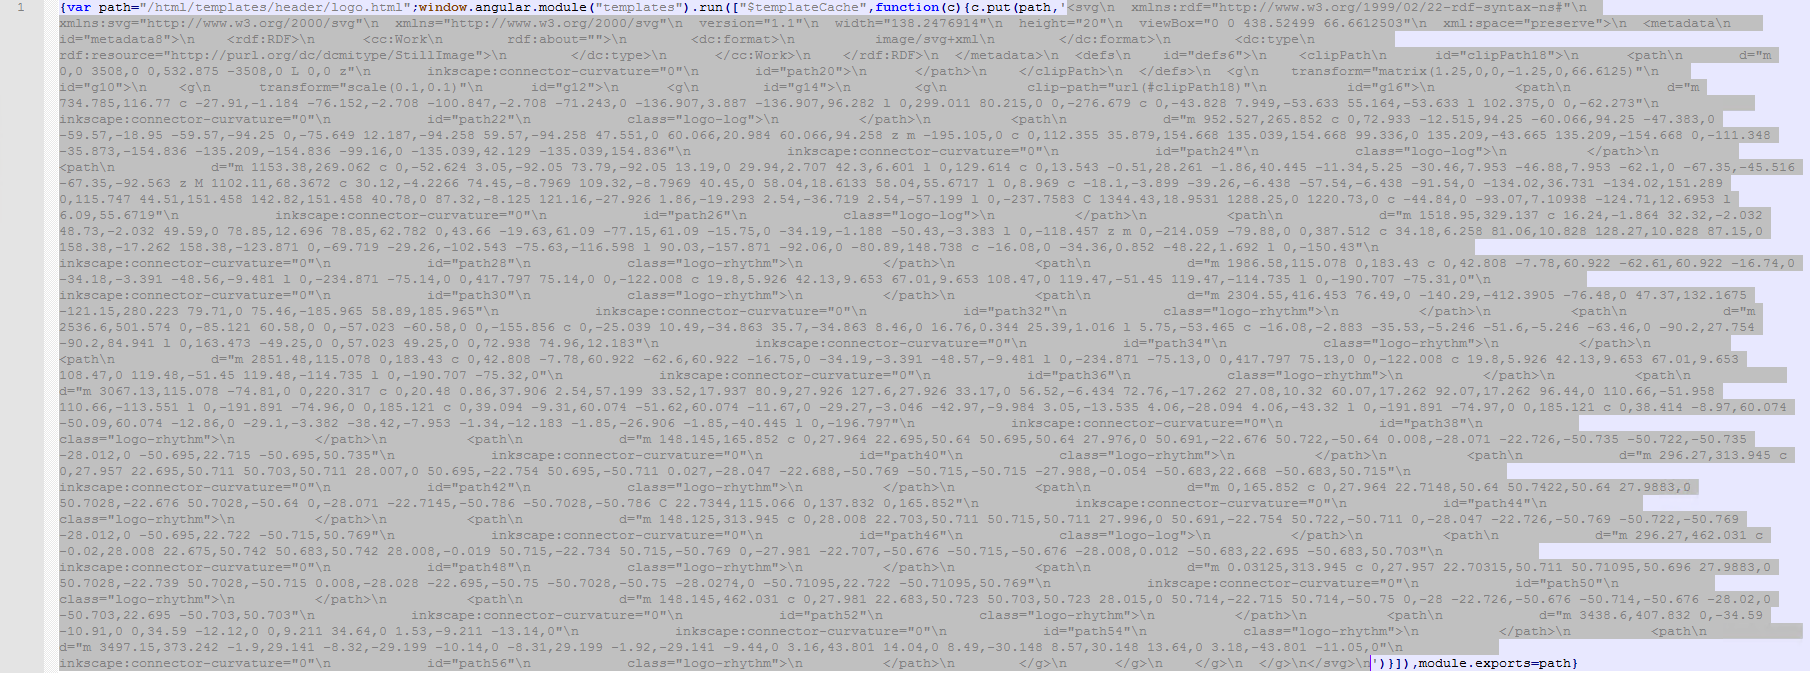 1 {var path="/html/templates/header/logo.html";window.angular.module("templates").run(["$templateCache",function(c){c.put(path,'<svg\n xmlns:rdf="http://www.w3.org/1999/02/22-rdf-syntax-ns#"\n
xmlns:svg="http://www.w3.org/2000/svg"\n xmlns="http://www.w3.org/2000/svg"\n version="1.1"\n width="138.2476914"\n height="20"\n viewBox="0 0 438.52499 66.6612503"\n xml:space="preserve">\n <metadata\n
id="metadata8">\n <rdf:RDF>\n <cc:Work\n rdf:about="">\n <dc:format>\n image/svg+xml\n </dc:format>\n <dc:type\n
rdf:resource="http://purl.org/dc/dcmitype/StillImage">\n </dc:type>\n </cc:Work>\n </rdf:RDF>\n </metadata>\n <defs\n id="defs6">\n <clipPath\n id="clipPath18">\n <path\n d="m
0,0 3508,0 0,532.875 -3508,0 L 0,0 z"\n inkscape:connector-curvature="0"\n id="path20">\n </path>\n </clipPath>\n </defs>\n <g\n transform="matrix(1.25,0,0,-1.25,0,66.6125)"\n
id="g10">\n <g\n transform="scale(0.1,0.1)"\n id="g12">\n <g\n id="g14">\n <g\n clip-path="url(#clipPath18)"\n id="g16">\n <path\n d="m
734.785,116.77 c -27.91,-1.184 -76.152,-2.708 -100.847,-2.708 -71.243,0 -136.907,3.887 -136.907,96.282 l 0,299.011 80.215,0 0,-276.679 c 0,-43.828 7.949,-53.633 55.164,-53.633 l 102.375,0 0,-62.273"\n
inkscape:connector-curvature="0"\n id="path22"\n class="logo-log">\n </path>\n <path\n d="m 952.527,265.852 c 0,72.933 -12.515,94.25 -60.066,94.25 -47.383,0
-59.57,-18.95 -59.57,-94.25 0,-75.649 12.187,-94.258 59.57,-94.258 47.551,0 60.066,20.984 60.066,94.258 z m -195.105,0 c 0,112.355 35.879,154.668 135.039,154.668 99.336,0 135.209,-43.665 135.209,-154.668 0,-111.348
-35.873,-154.836 -135.209,-154.836 -99.16,0 -135.039,42.129 -135.039,154.836"\n inkscape:connector-curvature="0"\n id="path24"\n class="logo-log">\n </path>\n
<path\n d="m 1153.38,269.062 c 0,-52.624 3.05,-92.05 73.79,-92.05 13.19,0 29.94,2.707 42.3,6.601 l 0,129.614 c 0,13.543 -0.51,28.261 -1.86,40.445 -11.34,5.25 -30.46,7.953 -46.88,7.953 -62.1,0 -67.35,-45.516
-67.35,-92.563 z M 1102.11,68.3672 c 30.12,-4.2266 74.45,-8.7969 109.32,-8.7969 40.45,0 58.04,18.6133 58.04,55.6717 l 0,8.969 c -18.1,-3.899 -39.26,-6.438 -57.54,-6.438 -91.54,0 -134.02,36.731 -134.02,151.289
0,115.747 44.51,151.458 142.82,151.458 40.78,0 87.32,-8.125 121.16,-27.926 1.86,-19.293 2.54,-36.719 2.54,-57.199 l 0,-237.7583 C 1344.43,18.9531 1288.25,0 1220.73,0 c -44.84,0 -93.07,7.10938 -124.71,12.6953 l
6.09,55.6719"\n inkscape:connector-curvature="0"\n id="path26"\n class="logo-log">\n </path>\n <path\n d="m 1518.95,329.137 c 16.24,-1.864 32.32,-2.032
48.73,-2.032 49.59,0 78.85,12.696 78.85,62.782 0,43.66 -19.63,61.09 -77.15,61.09 -15.75,0 -34.19,-1.188 -50.43,-3.383 l 0,-118.457 z m 0,-214.059 -79.88,0 0,387.512 c 34.18,6.258 81.06,10.828 128.27,10.828 87.15,0
158.38,-17.262 158.38,-123.871 0,-69.719 -29.26,-102.543 -75.63,-116.598 l 90.03,-157.871 -92.06,0 -80.89,148.738 c -16.08,0 -34.36,0.852 -48.22,1.692 l 0,-150.43"\n
inkscape:connector-curvature="0"\n id="path28"\n class="logo-rhythm">\n </path>\n <path\n d="m 1986.58,115.078 0,183.43 c 0,42.808 -7.78,60.922 -62.61,60.922 -16.74,0
-34.18,-3.391 -48.56,-9.481 l 0,-234.871 -75.14,0 0,417.797 75.14,0 0,-122.008 c 19.8,5.926 42.13,9.653 67.01,9.653 108.47,0 119.47,-51.45 119.47,-114.735 l 0,-190.707 -75.31,0"\n
inkscape:connector-curvature="0"\n id="path30"\n class="logo-rhythm">\n </path>\n <path\n d="m 2304.55,416.453 76.49,0 -140.29,-412.3905 -76.48,0 47.37,132.1675
-121.15,280.223 79.71,0 75.46,-185.965 58.89,185.965"\n inkscape:connector-curvature="0"\n id="path32"\n class="logo-rhythm">\n </path>\n <path\n d="m
2536.6,501.574 0,-85.121 60.58,0 0,-57.023 -60.58,0 0,-155.856 c 0,-25.039 10.49,-34.863 35.7,-34.863 8.46,0 16.76,0.344 25.39,1.016 l 5.75,-53.465 c -16.08,-2.883 -35.53,-5.246 -51.6,-5.246 -63.46,0 -90.2,27.754
-90.2,84.941 l 0,163.473 -49.25,0 0,57.023 49.25,0 0,72.938 74.96,12.183"\n inkscape:connector-curvature="0"\n id="path34"\n class="logo-rhythm">\n </path>\n
<path\n d="m 2851.48,115.078 0,183.43 c 0,42.808 -7.78,60.922 -62.6,60.922 -16.75,0 -34.19,-3.391 -48.57,-9.481 l 0,-234.871 -75.13,0 0,417.797 75.13,0 0,-122.008 c 19.8,5.926 42.13,9.653 67.01,9.653
108.47,0 119.48,-51.45 119.48,-114.735 l 0,-190.707 -75.32,0"\n inkscape:connector-curvature="0"\n id="path36"\n class="logo-rhythm">\n </path>\n <path\n
d="m 3067.13,115.078 -74.81,0 0,220.317 c 0,20.48 0.86,37.906 2.54,57.199 33.52,17.937 80.9,27.926 127.6,27.926 33.17,0 56.52,-6.434 72.76,-17.262 27.08,10.32 60.07,17.262 92.07,17.262 96.44,0 110.66,-51.958
110.66,-113.551 l 0,-191.891 -74.96,0 0,185.121 c 0,39.094 -9.31,60.074 -51.62,60.074 -11.67,0 -29.27,-3.046 -42.97,-9.984 3.05,-13.535 4.06,-28.094 4.06,-43.32 l 0,-191.891 -74.97,0 0,185.121 c 0,38.414 -8.97,60.074
-50.09,60.074 -12.86,0 -29.1,-3.382 -38.42,-7.953 -1.34,-12.183 -1.85,-26.906 -1.85,-40.445 l 0,-196.797"\n inkscape:connector-curvature="0"\n id="path38"\n
class="logo-rhythm">\n </path>\n <path\n d="m 148.145,165.852 c 0,27.964 22.695,50.64 50.695,50.64 27.976,0 50.691,-22.676 50.722,-50.64 0.008,-28.071 -22.726,-50.735 -50.722,-50.735
-28.012,0 -50.695,22.715 -50.695,50.735"\n inkscape:connector-curvature="0"\n id="path40"\n class="logo-rhythm">\n </path>\n <path\n d="m 296.27,313.945 c
0,27.957 22.695,50.711 50.703,50.711 28.007,0 50.695,-22.754 50.695,-50.711 0.027,-28.047 -22.688,-50.769 -50.715,-50.715 -27.988,-0.054 -50.683,22.668 -50.683,50.715"\n
inkscape:connector-curvature="0"\n id="path42"\n class="logo-rhythm">\n </path>\n <path\n d="m 0,165.852 c 0,27.964 22.7148,50.64 50.7422,50.64 27.9883,0
50.7028,-22.676 50.7028,-50.64 0,-28.071 -22.7145,-50.786 -50.7028,-50.786 C 22.7344,115.066 0,137.832 0,165.852"\n inkscape:connector-curvature="0"\n id="path44"\n
class="logo-rhythm">\n </path>\n <path\n d="m 148.125,313.945 c 0,28.008 22.703,50.711 50.715,50.711 27.996,0 50.691,-22.754 50.722,-50.711 0,-28.047 -22.726,-50.769 -50.722,-50.769
-28.012,0 -50.695,22.722 -50.715,50.769"\n inkscape:connector-curvature="0"\n id="path46"\n class="logo-log">\n </path>\n <path\n d="m 296.27,462.031 c
-0.02,28.008 22.675,50.742 50.683,50.742 28.008,-0.019 50.715,-22.734 50.715,-50.769 0,-27.981 -22.707,-50.676 -50.715,-50.676 -28.008,0.012 -50.683,22.695 -50.683,50.703"\n
inkscape:connector-curvature="0"\n id="path48"\n class="logo-log">\n </path>\n <path\n d="m 0.03125,313.945 c 0,27.957 22.70315,50.711 50.71095,50.696 27.9883,0
50.7028,-22.739 50.7028,-50.715 0.008,-28.028 -22.695,-50.75 -50.7028,-50.75 -28.0274,0 -50.71095,22.722 -50.71095,50.769"\n inkscape:connector-curvature="0"\n id="path50"\n
class="logo-rhythm">\n </path>\n <path\n d="m 148.145,462.031 c 0,27.981 22.683,50.723 50.703,50.723 28.015,0 50.714,-22.715 50.714,-50.75 0,-28 -22.726,-50.676 -50.714,-50.676 -28.02,0
-50.703,22.695 -50.703,50.703"\n inkscape:connector-curvature="0"\n id="path52"\n class="logo-rhythm">\n </path>\n <path\n d="m 3438.6,407.832 0,-34.59
-10.91,0 0,34.59 -12.12,0 0,9.211 34.64,0 1.53,-9.211 -13.14,0"\n inkscape:connector-curvature="0"\n id="path54"\n class="logo-rhythm">\n </path>\n <path\n
d="m 3497.15,373.242 -1.9,29.141 -8.32,-29.199 -10.14,0 -8.31,29.199 -1.92,-29.141 -9.44,0 3.16,43.801 14.04,0 8.49,-30.148 8.57,30.148 13.64,0 3.18,-43.801 -11.05,0"\n
inkscape:connector-curvature="0"\n id="path56"\n class="logo-rhythm">\n </path>\n </g>\n </g>\n </g>\n </g>\n</svg>\n')}]),module.exports=path}